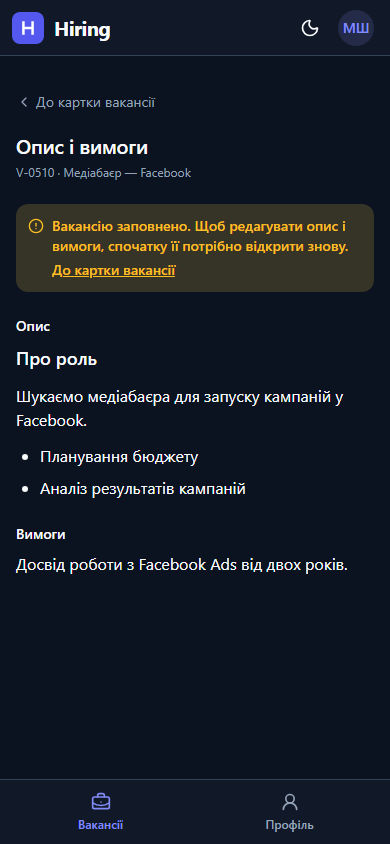 H Hiring МШ
До картки вакансії
Опис і вимоги
V-0510 · Медіабаєр — Facebook
Вакансію заповнено. Щоб редагувати опис і
вимоги, спочатку її потрібно відкрити знову.
До картки вакансії
Опис
Про роль
Шукаємо медіабаєра для запуску кампаній у
Facebook.
• Планування бюджету
• Аналіз результатів кампаній
Вимоги
Досвід роботи з Facebook Ads від двох років.
Вакансії Профіль